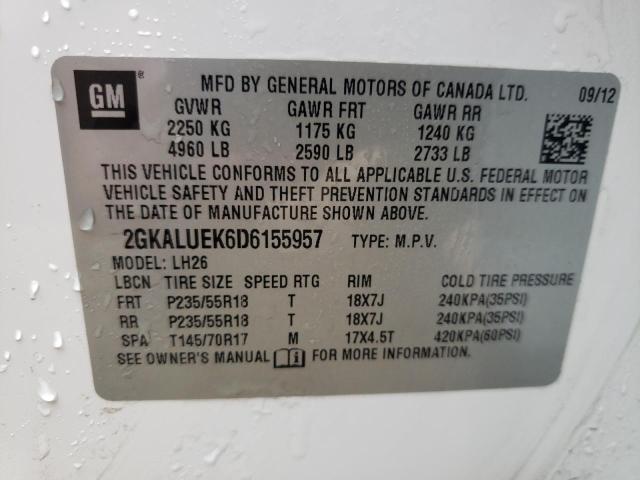 GM ®
MFD BY GENERAL MOTORS OF CANADA LTD. 09/12
GVWR GAWR FRT GAWR RR
2250 KG 1175 KG 1240 KG
4960 LB 2590 LB 2733 LB
THIS VEHICLE CONFORMS TO ALL APPLICABLE U.S. FEDERAL MOTOR
VEHICLE SAFETY AND THEFT PREVENTION STANDARDS IN EFFECT ON
THE DATE OF MANUFACTURE SHOWN ABOVE.
2GKALUEK6D6155957 TYPE: M.P.V.
MODEL: LH26
LBCN TIRE SIZE SPEED RTG RIM COLD TIRE PRESSURE
FRT P235/55R18 T 18X7J 240KPA(35PSI)
RR P235/55R18 T 18X7J 240KPA(35PSI)
SPA T145/70R17 M 17X4.5T 420KPA(60PSI)
SEE OWNER'S MANUAL FOR MORE INFORMATION.